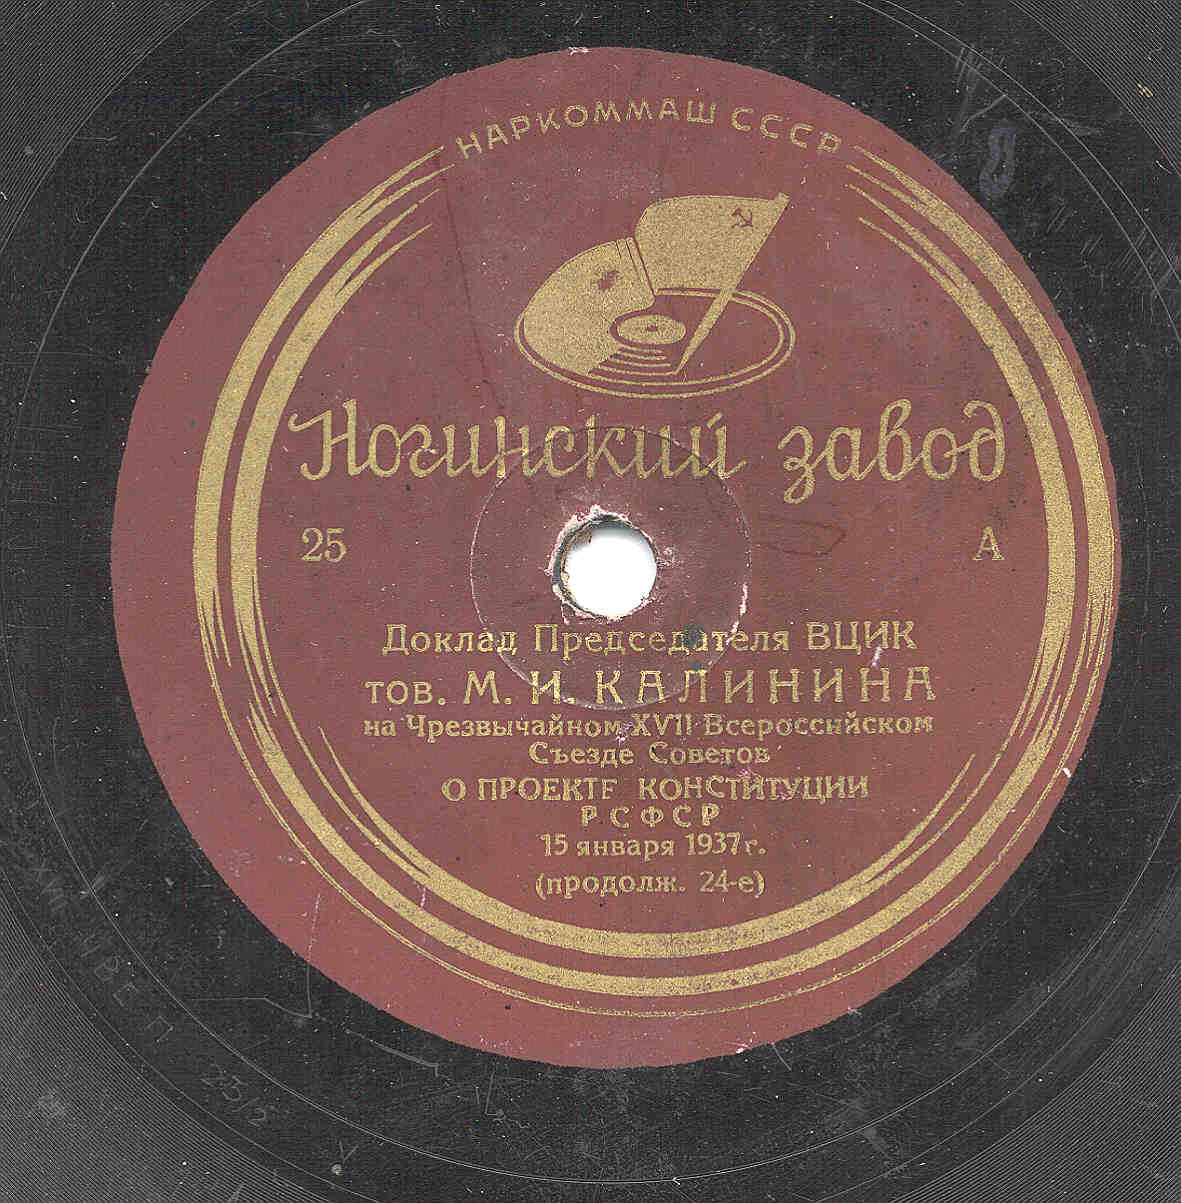 НАРКОММАШ СССР
Ногинский завод
25 А
Доклад Председателя ВЦИК
тов. М. И. КАЛИНИНА
на Чрезвычайном XVII Всероссийском
Съезде Советов
О ПРОЕКТЕ КОНСТИТУЦИИ
РСФСР
15 января 1937г.
(продолж. 24-е)